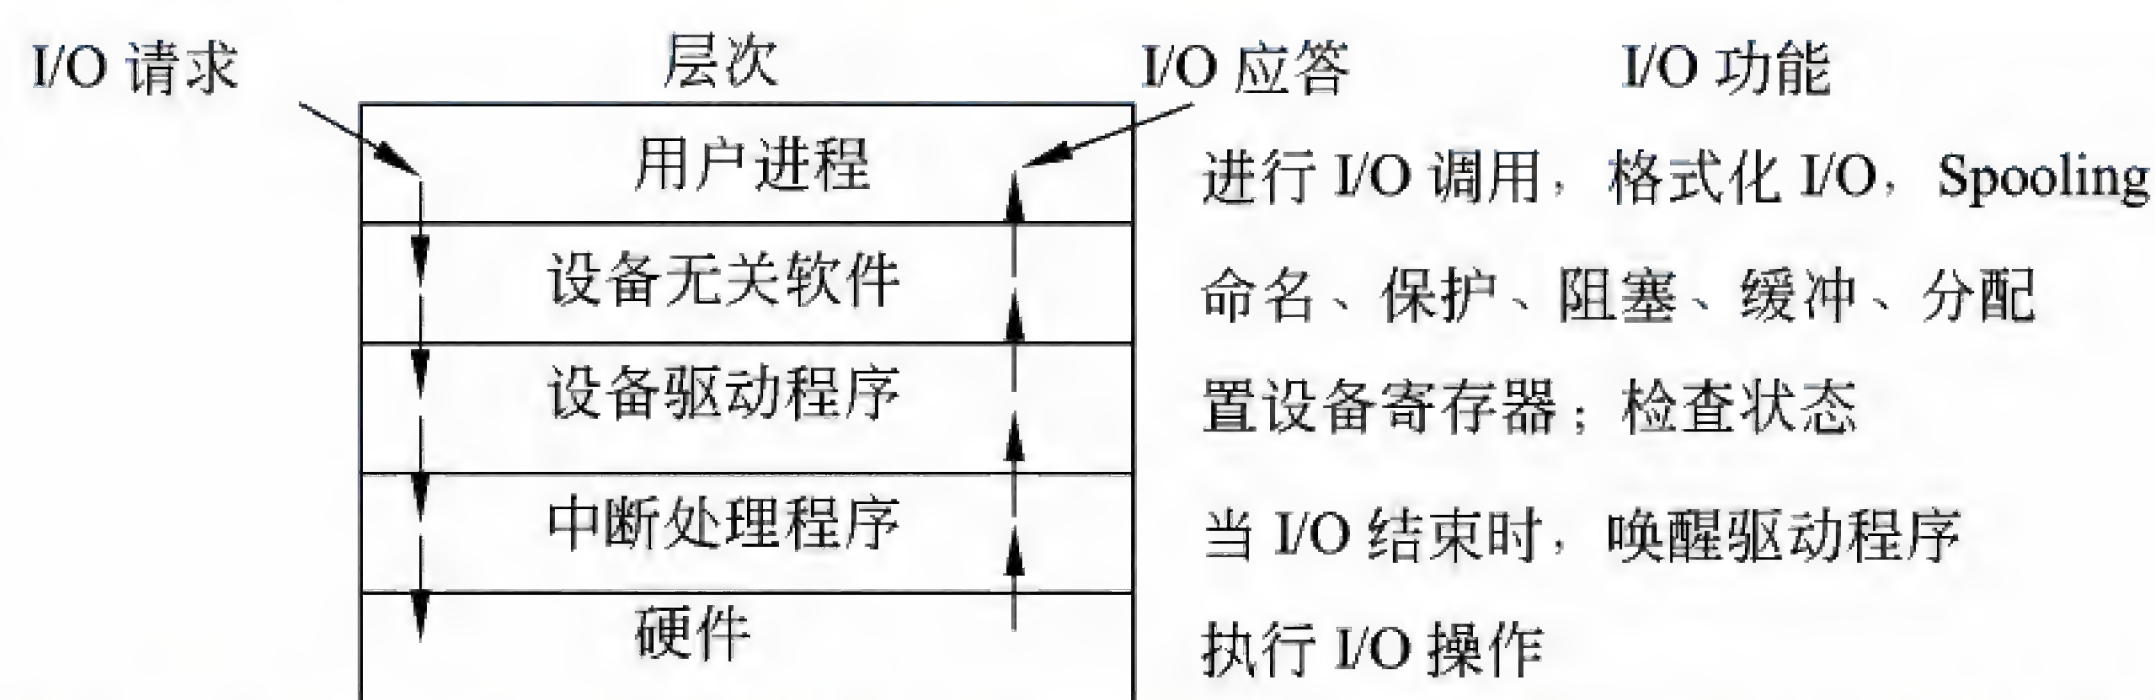 I/O 请求 层次 I/O 应答 I/O 功能
用户进程 进行 I/O 调用，格式化 I/O，Spooling
设备无关软件 命名、保护、阻塞、缓冲、分配
设备驱动程序 置设备寄存器；检查状态
中断处理程序 当 I/O 结束时，唤醒驱动程序
硬件 执行 I/O 操作